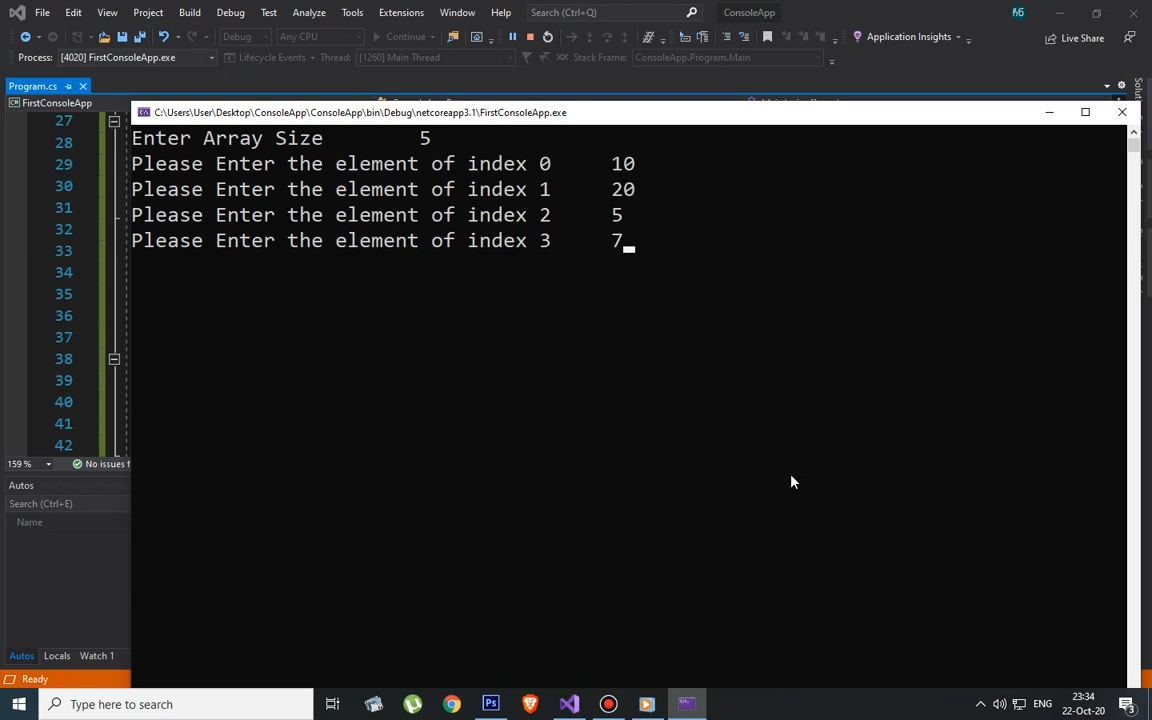 File Edit View Project Build Debug Test Analyze Tools Extensions Window Help Search (Ctrl+Q) ConsoleApp
Debug Any CPU Continue Application Insights Live Share
Process: [4020] FirstConsoleApp.exe Lifecycle Events Thread: [1260] Main Thread Stack Frame: ConsoleApp.Program.Main
Program.cs
FirstConsoleApp
C:\Users\User\Desktop\ConsoleApp\ConsoleApp\bin\Debug\netcoreapp3.1\FirstConsoleApp.exe
Enter Array Size 5
Please Enter the element of index 0 10
Please Enter the element of index 1 20
Please Enter the element of index 2 5
Please Enter the element of index 3 7
27
28
29
30
31
32
33
34
35
36
37
38
39
40
41
42
159 % No issues f
Autos
Search (Ctrl+E)
Name
Autos Locals Watch 1
Ready
Type here to search
Ps
ENG
23:34
22-Oct-20
3